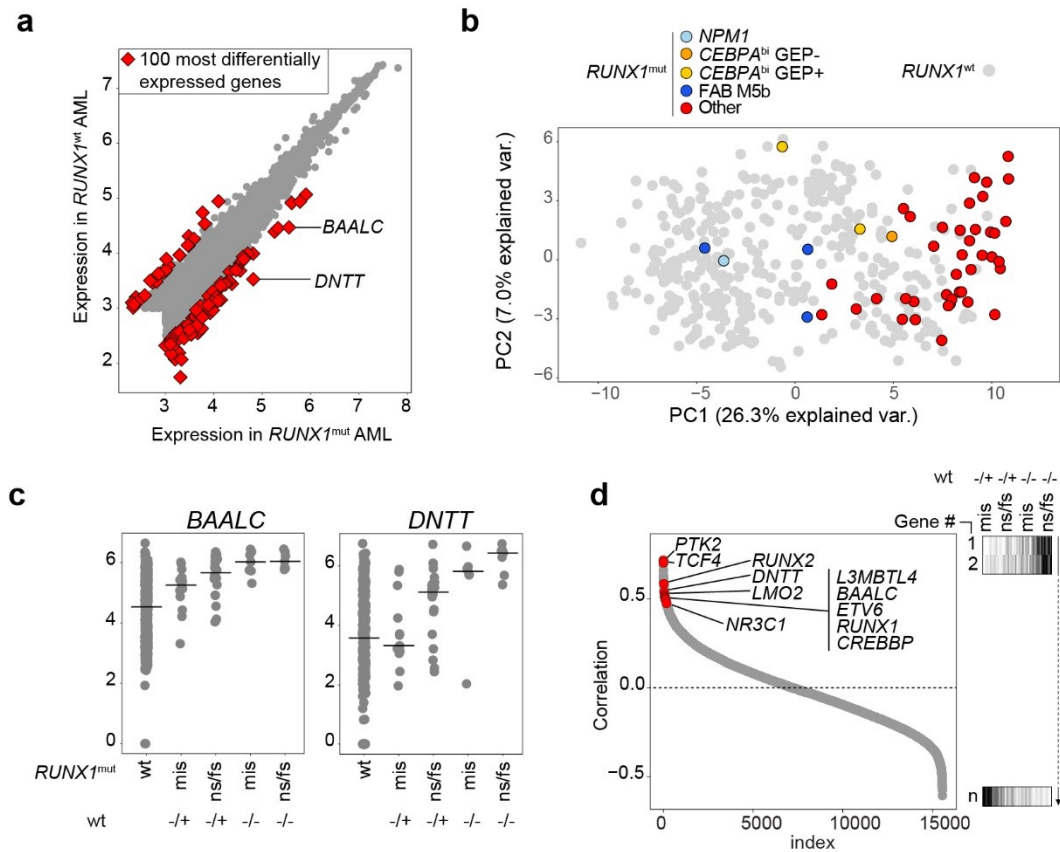 a
100 most differentially
expressed genes
Expression in RUNX1wt AML
7
6
5
4
3
2
BAALC
DNTT
3 4 5 6 7 8
Expression in RUNX1mut AML
b
NPM1
CEBPAbi GEP-
RUNX1mut
CEBPAbi GEP+
RUNX1wt
FAB M5b
Other
PC2 (7.0% explained var.)
6
3
0
-3
-6
−10 −5 0 5 10
PC1 (26.3% explained var.)
c
BAALC
6
4
2
0
DNTT
6
4
2
0
RUNX1mut
wt mis ns/fs mis ns/fs
wt mis ns/fs mis ns/fs
wt -/+ -/+ -/- -/-
-/+ -/+ -/- -/-
d
Correlation
0.5
0.0
−0.5
PTK2
TCF4
RUNX2
DNTT
LMO2
NR3C1
L3MBTL4
BAALC
ETV6
RUNX1
CREBBP
0 5000 10000 15000
index
wt -/+ -/+ -/- -/-
mis ns/fs mis ns/fs
Gene #
1
2
n